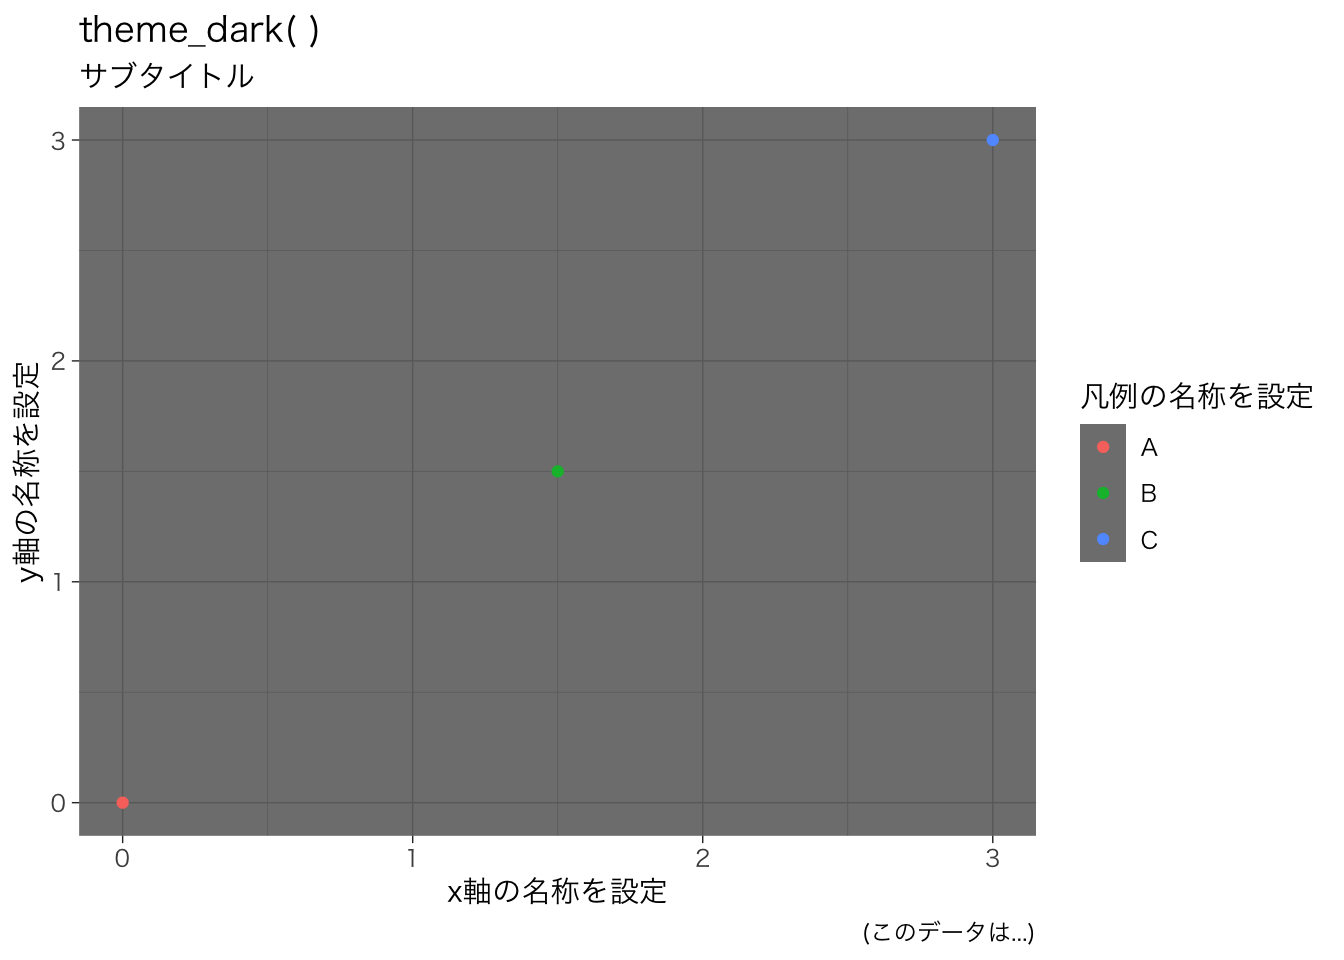 theme_dark( )
サブタイトル
3
2
1
0
y軸の名称を設定
0 1 2 3
x軸の名称を設定
凡例の名称を設定
A
B
C
(このデータは...)